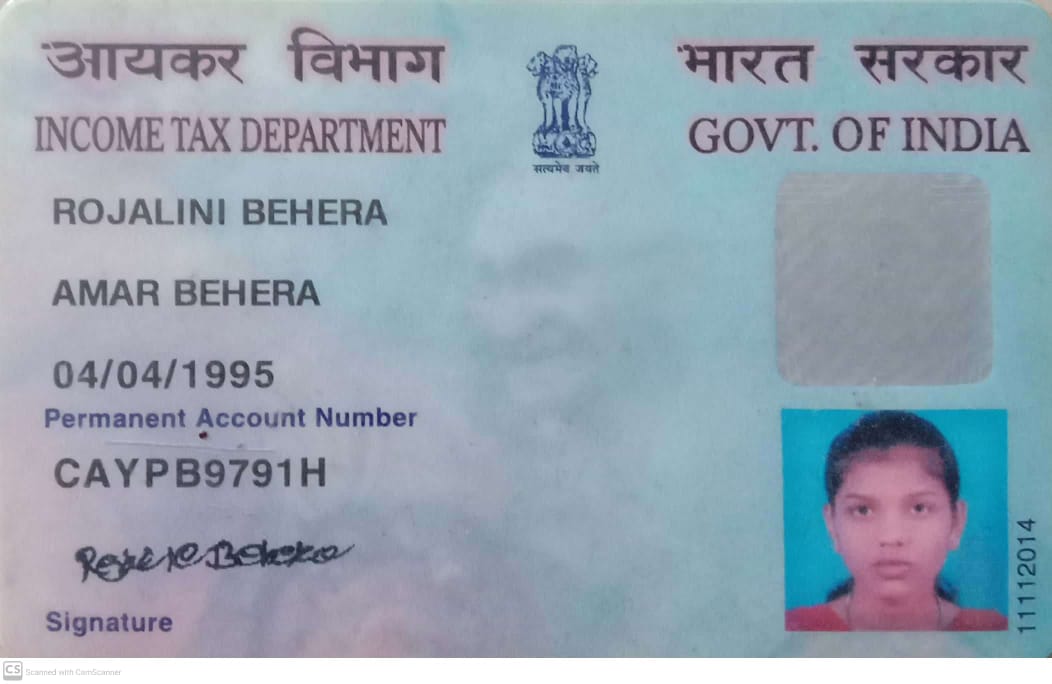 आयकर विभाग
INCOME TAX DEPARTMENT
सत्यमेव जयते
भारत सरकार
GOVT. OF INDIA
ROJALINI BEHERA
AMAR BEHERA
04/04/1995
Permanent Account Number
CAYPB9791H
Behera
Signature
11112014
CS Scanned with CamScanner